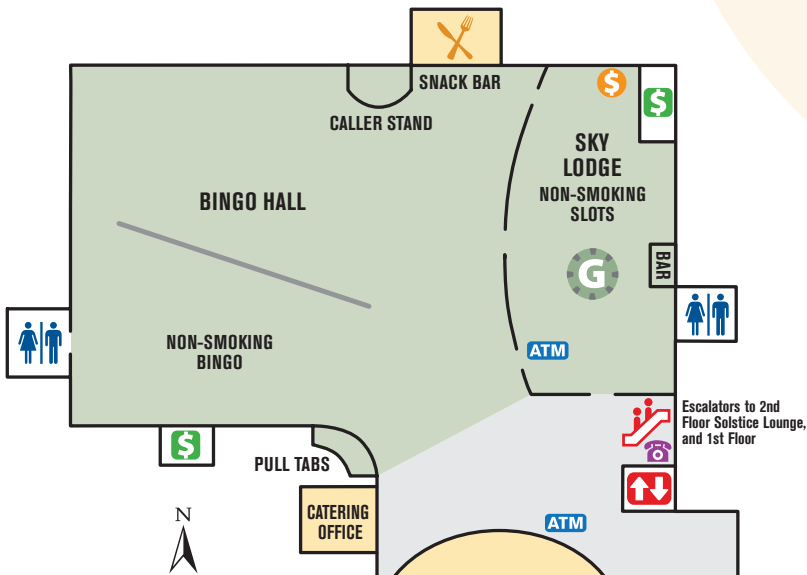 SNACK BAR
$
$
CALLER STAND
SKY
LODGE
NON-SMOKING
SLOTS
BINGO HALL
BAR
G
NON-SMOKING
BINGO
ATM
Escalators to 2nd
Floor Solstice Lounge,
and 1st Floor
$
PULL TABS
CATERING
OFFICE
N
ATM